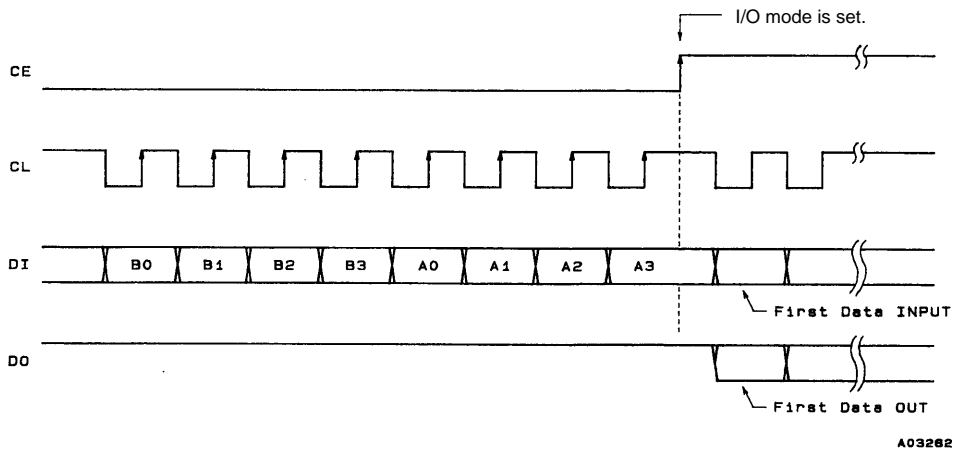 I/O mode is set.
CE
CL
DI B0 B1 B2 B3 A0 A1 A2 A3
First Data INPUT
DO
First Data OUT
A03262